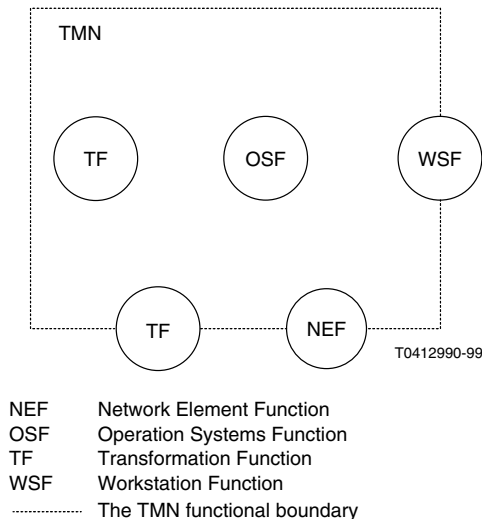 TMN
TF OSF WSF
TF NEF
T0412990-99
NEF Network Element Function
OSF Operation Systems Function
TF Transformation Function
WSF Workstation Function
The TMN functional boundary